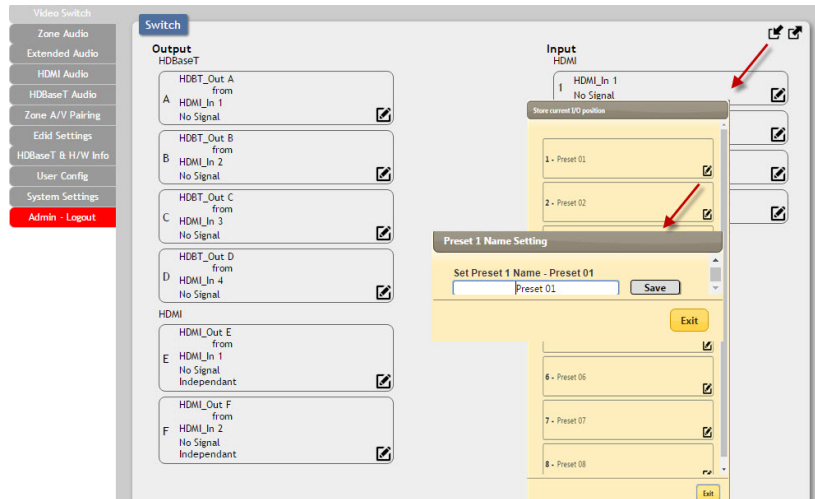 Video Switch
Zone Audio
Extended Audio
HDMI Audio
HDBaseT Audio
Zone A/V Pairing
Edid Settings
HDBaseT & H/W Info
User Config
System Settings
Admin - Logout
Switch
Output
HDBaseT
HDBT_Out A
from
A
HDMI_In 1
No Signal
HDBT_Out B
from
B
HDMI_In 2
No Signal
HDBT_Out C
from
C
HDMI_In 3
No Signal
HDBT_Out D
from
D
HDMI_In 4
No Signal
HDMI
HDMI_Out E
from
E
HDMI_In 1
No Signal
Independant
HDMI_Out F
from
F
HDMI_In 2
No Signal
Independant
Input
HDMI
1
HDMI_In 1
No Signal
Store current I/O position
1 - Preset 01
2 - Preset 02
Preset 1 Name Setting
Set Preset 1 Name - Preset 01
Preset 01
Save
Exit
6 - Preset 06
7 - Preset 07
8 - Preset 08
Exit